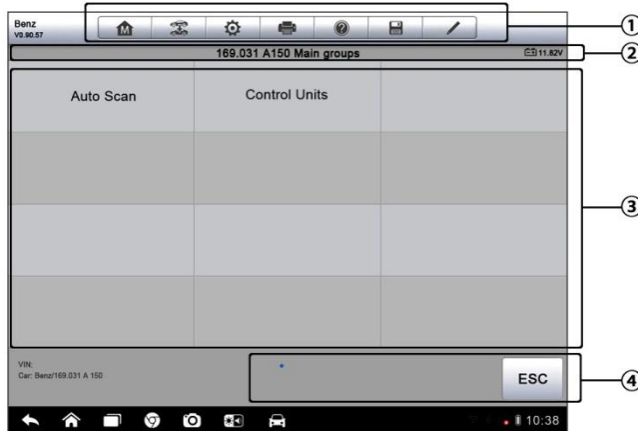 Benz
V0.90.57
M
?
①
169.031 A150 Main groups
11.82V
②
Auto Scan
Control Units
③
VIN:
Car: Benz/169.031 A 150
ESC
④
10:38